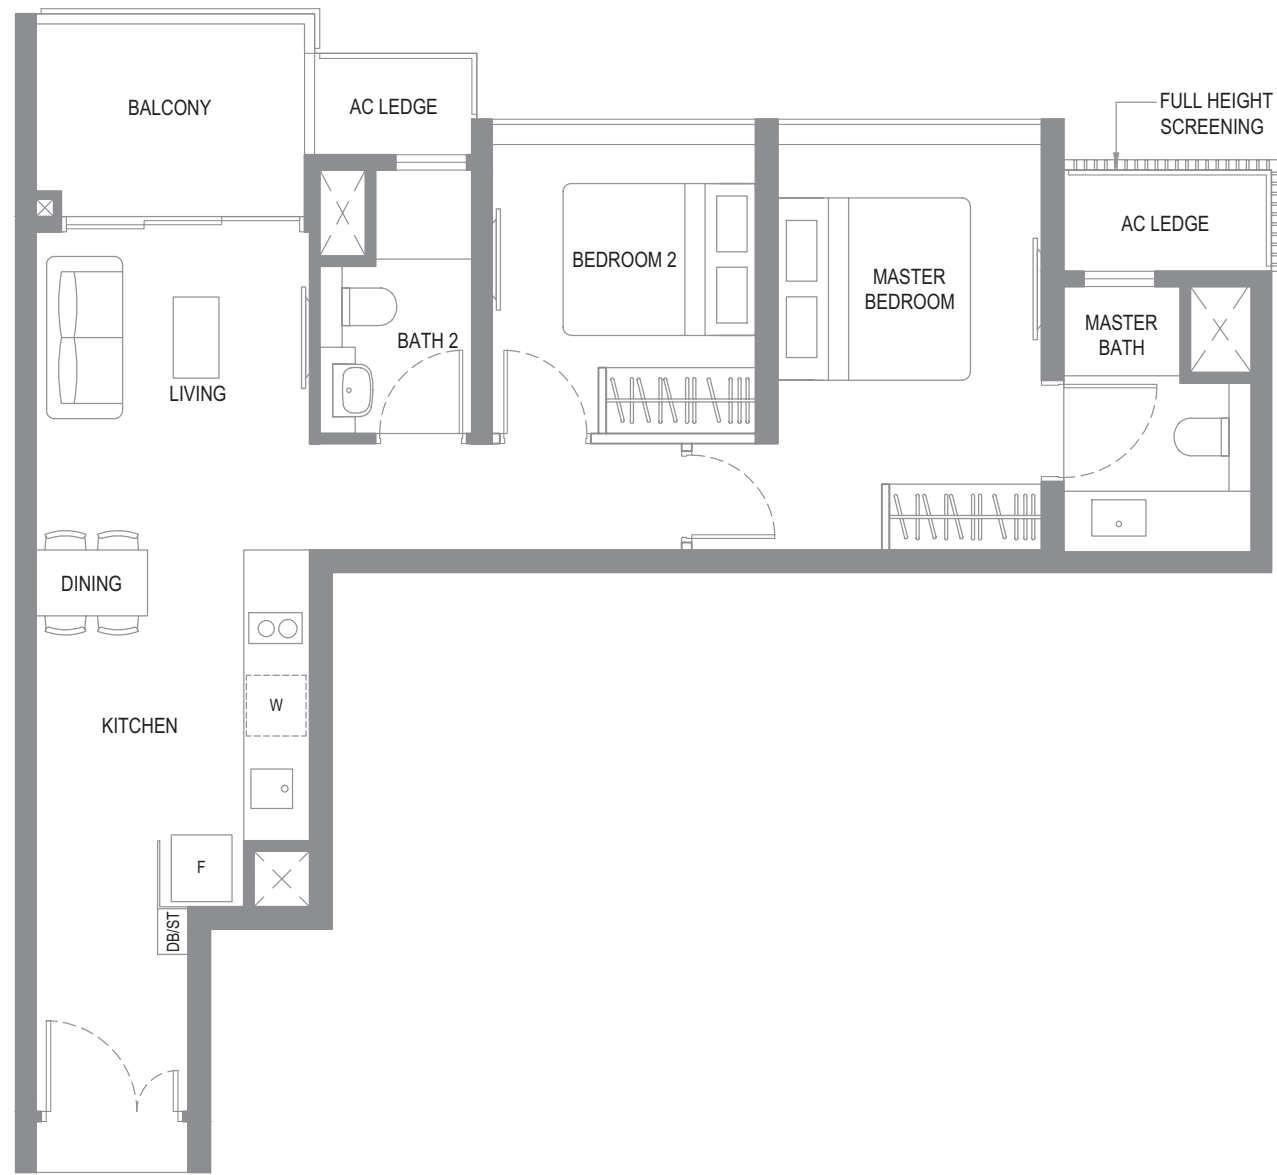 BALCONY
AC LEDGE
FULL HEIGHT
SCREENING
AC LEDGE
BEDROOM 2
MASTER
BEDROOM
MASTER
BATH
BATH 2
LIVING
DINING
W
KITCHEN
F
DB/ST